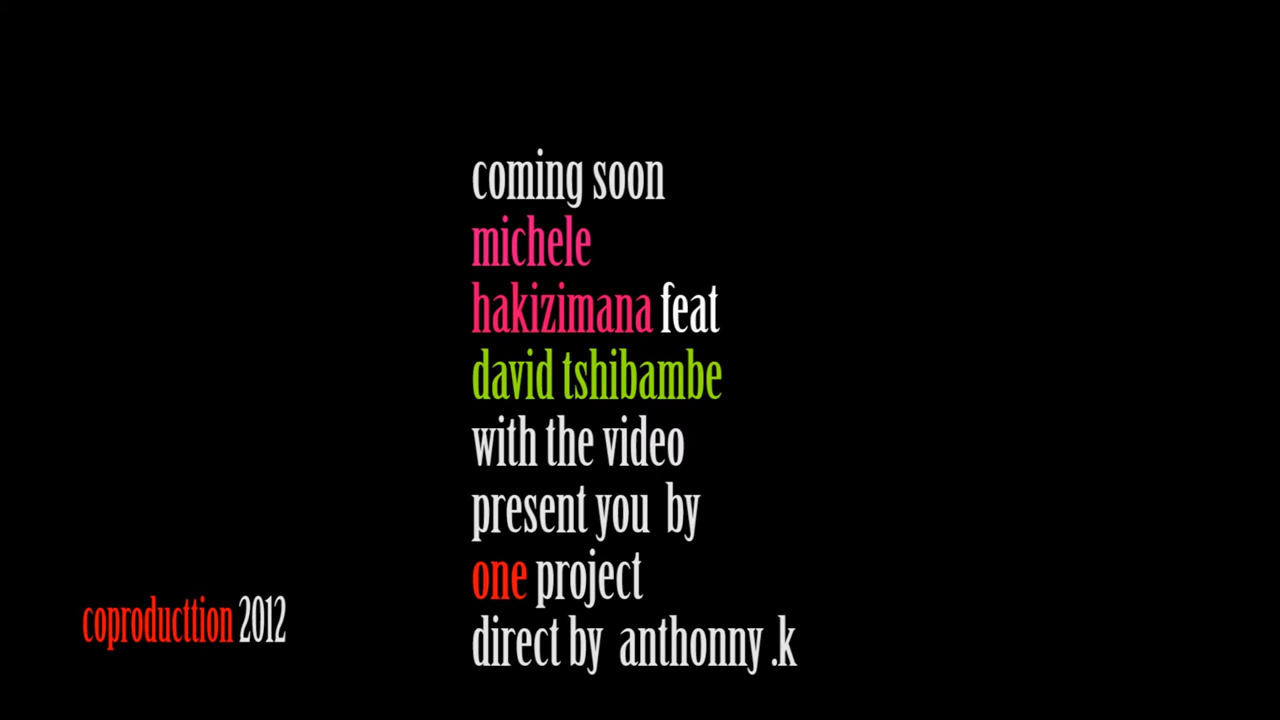 coming soon
michele
hakizimana feat
david tshibambe
with the video
present you by
one project
direct by anthonny .k
coproducttion 2012